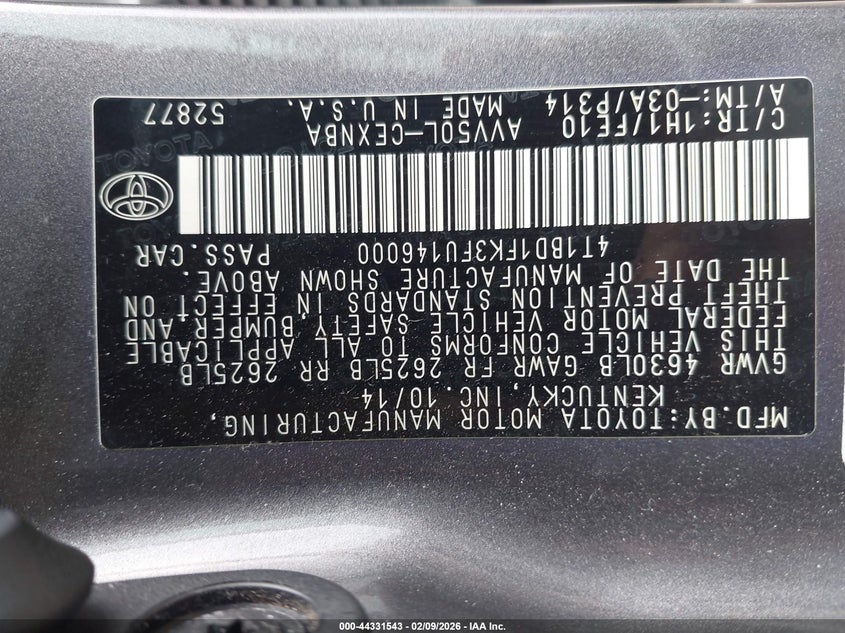 MFD.BY:TOYOTA MOTOR MANUFACTURING,
KENTUCKY, INC. 10/14
GVWR 4630LB GAWR FR 2625LB RR 2625LB
THIS VEHICLE CONFORMS TO ALL APPLICABLE
FEDERAL MOTOR VEHICLE SAFETY, BUMPER AND
THEFT PREVENTION STANDARDS IN EFFECT ON
THE DATE OF MANUFACTURE SHOWN ABOVE.
4T1BD1FK3FU146000 PASS.CAR
C/TR:1H1/FE10 AVV50L-CEXNBA
A/TM:-03A/P314 MADE IN U.S.A. 52877
000-44331543 - 02/09/2026 - IAA Inc.